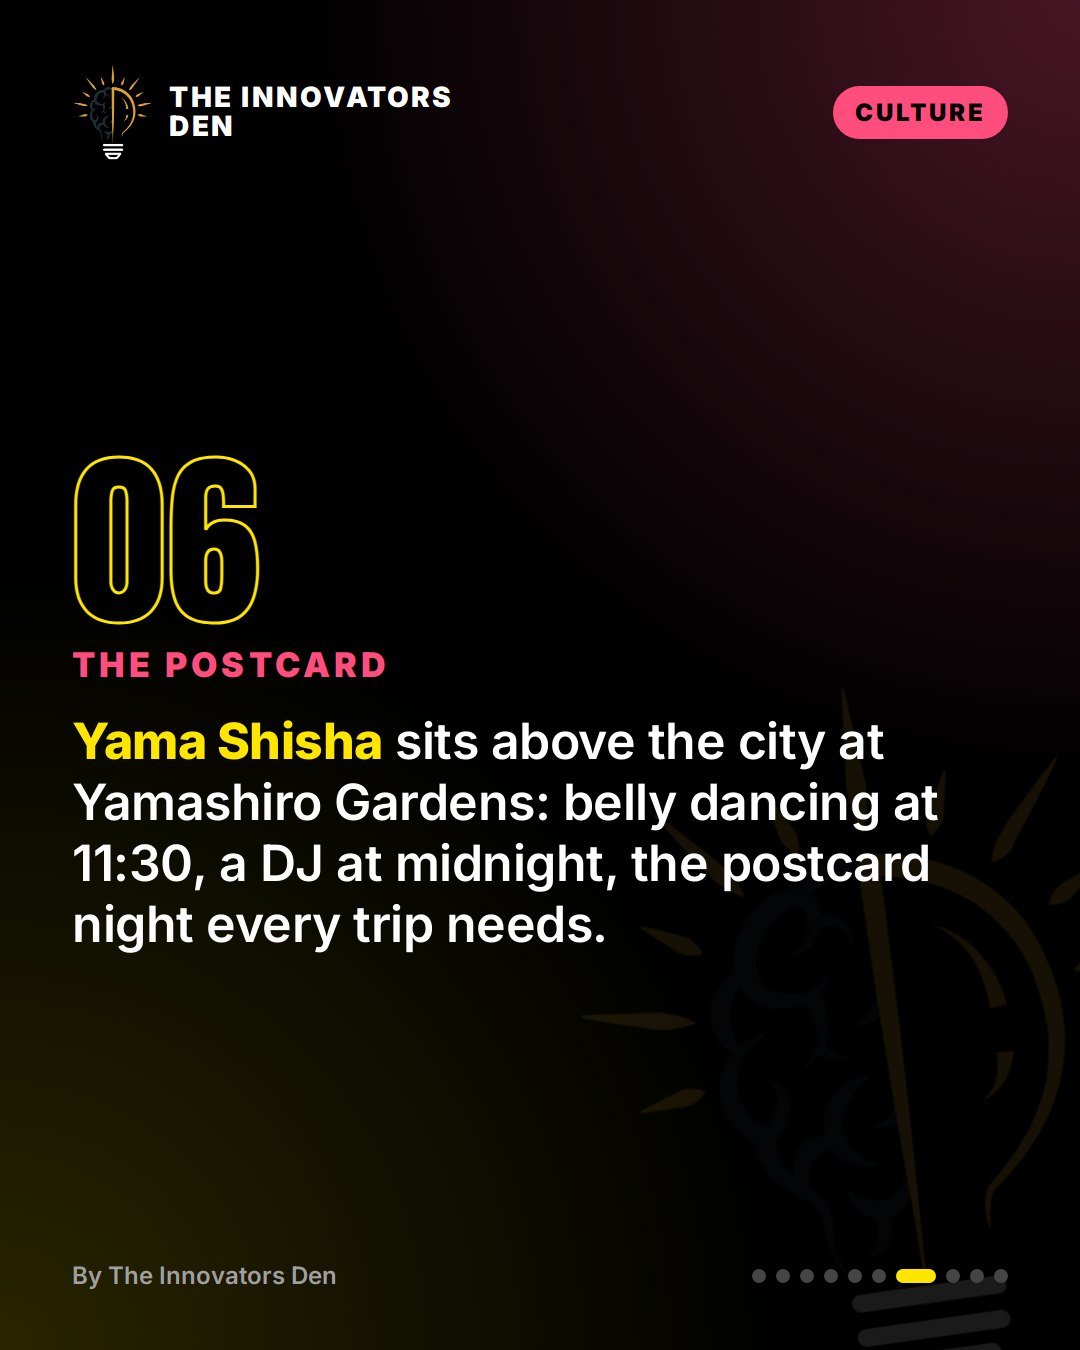 THE INNOVATORS
DEN
CULTURE
06
THE POSTCARD
Yama Shisha sits above the city at
Yamashiro Gardens: belly dancing at
11:30, a DJ at midnight, the postcard
night every trip needs.
By The Innovators Den